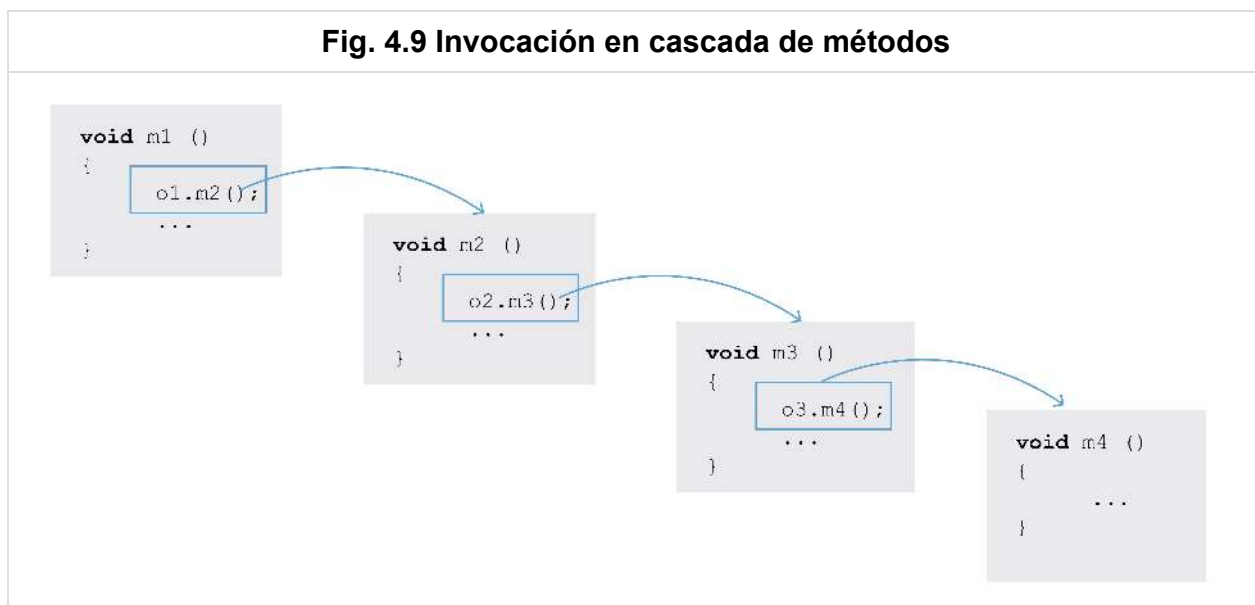 Fig. 4.9 Invocación en cascada de métodos
void m1 ()
{
o1.m2();
...
}
void m2 ()
{
o2.m3();
...
}
void m3 ()
{
o3.m4();
...
}
void m4 ()
{
...
}